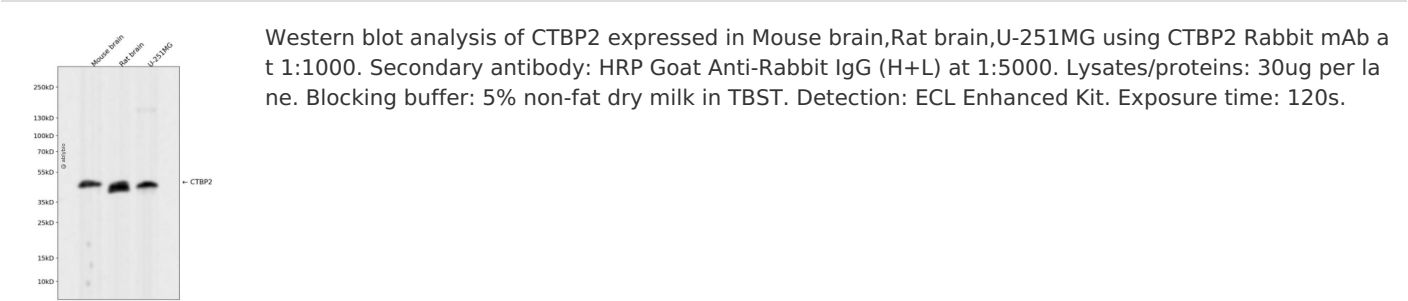 Mouse brain
Rat brain
U-251MG
250kD
130kD
100kD
70kD
55kD
35kD
25kD
15kD
10kD
@ ablybio
← CTBP2
Western blot analysis of CTBP2 expressed in Mouse brain,Rat brain,U-251MG using CTBP2 Rabbit mAb a
t 1:1000. Secondary antibody: HRP Goat Anti-Rabbit IgG (H+L) at 1:5000. Lysates/proteins: 30ug per la
ne. Blocking buffer: 5% non-fat dry milk in TBST. Detection: ECL Enhanced Kit. Exposure time: 120s.